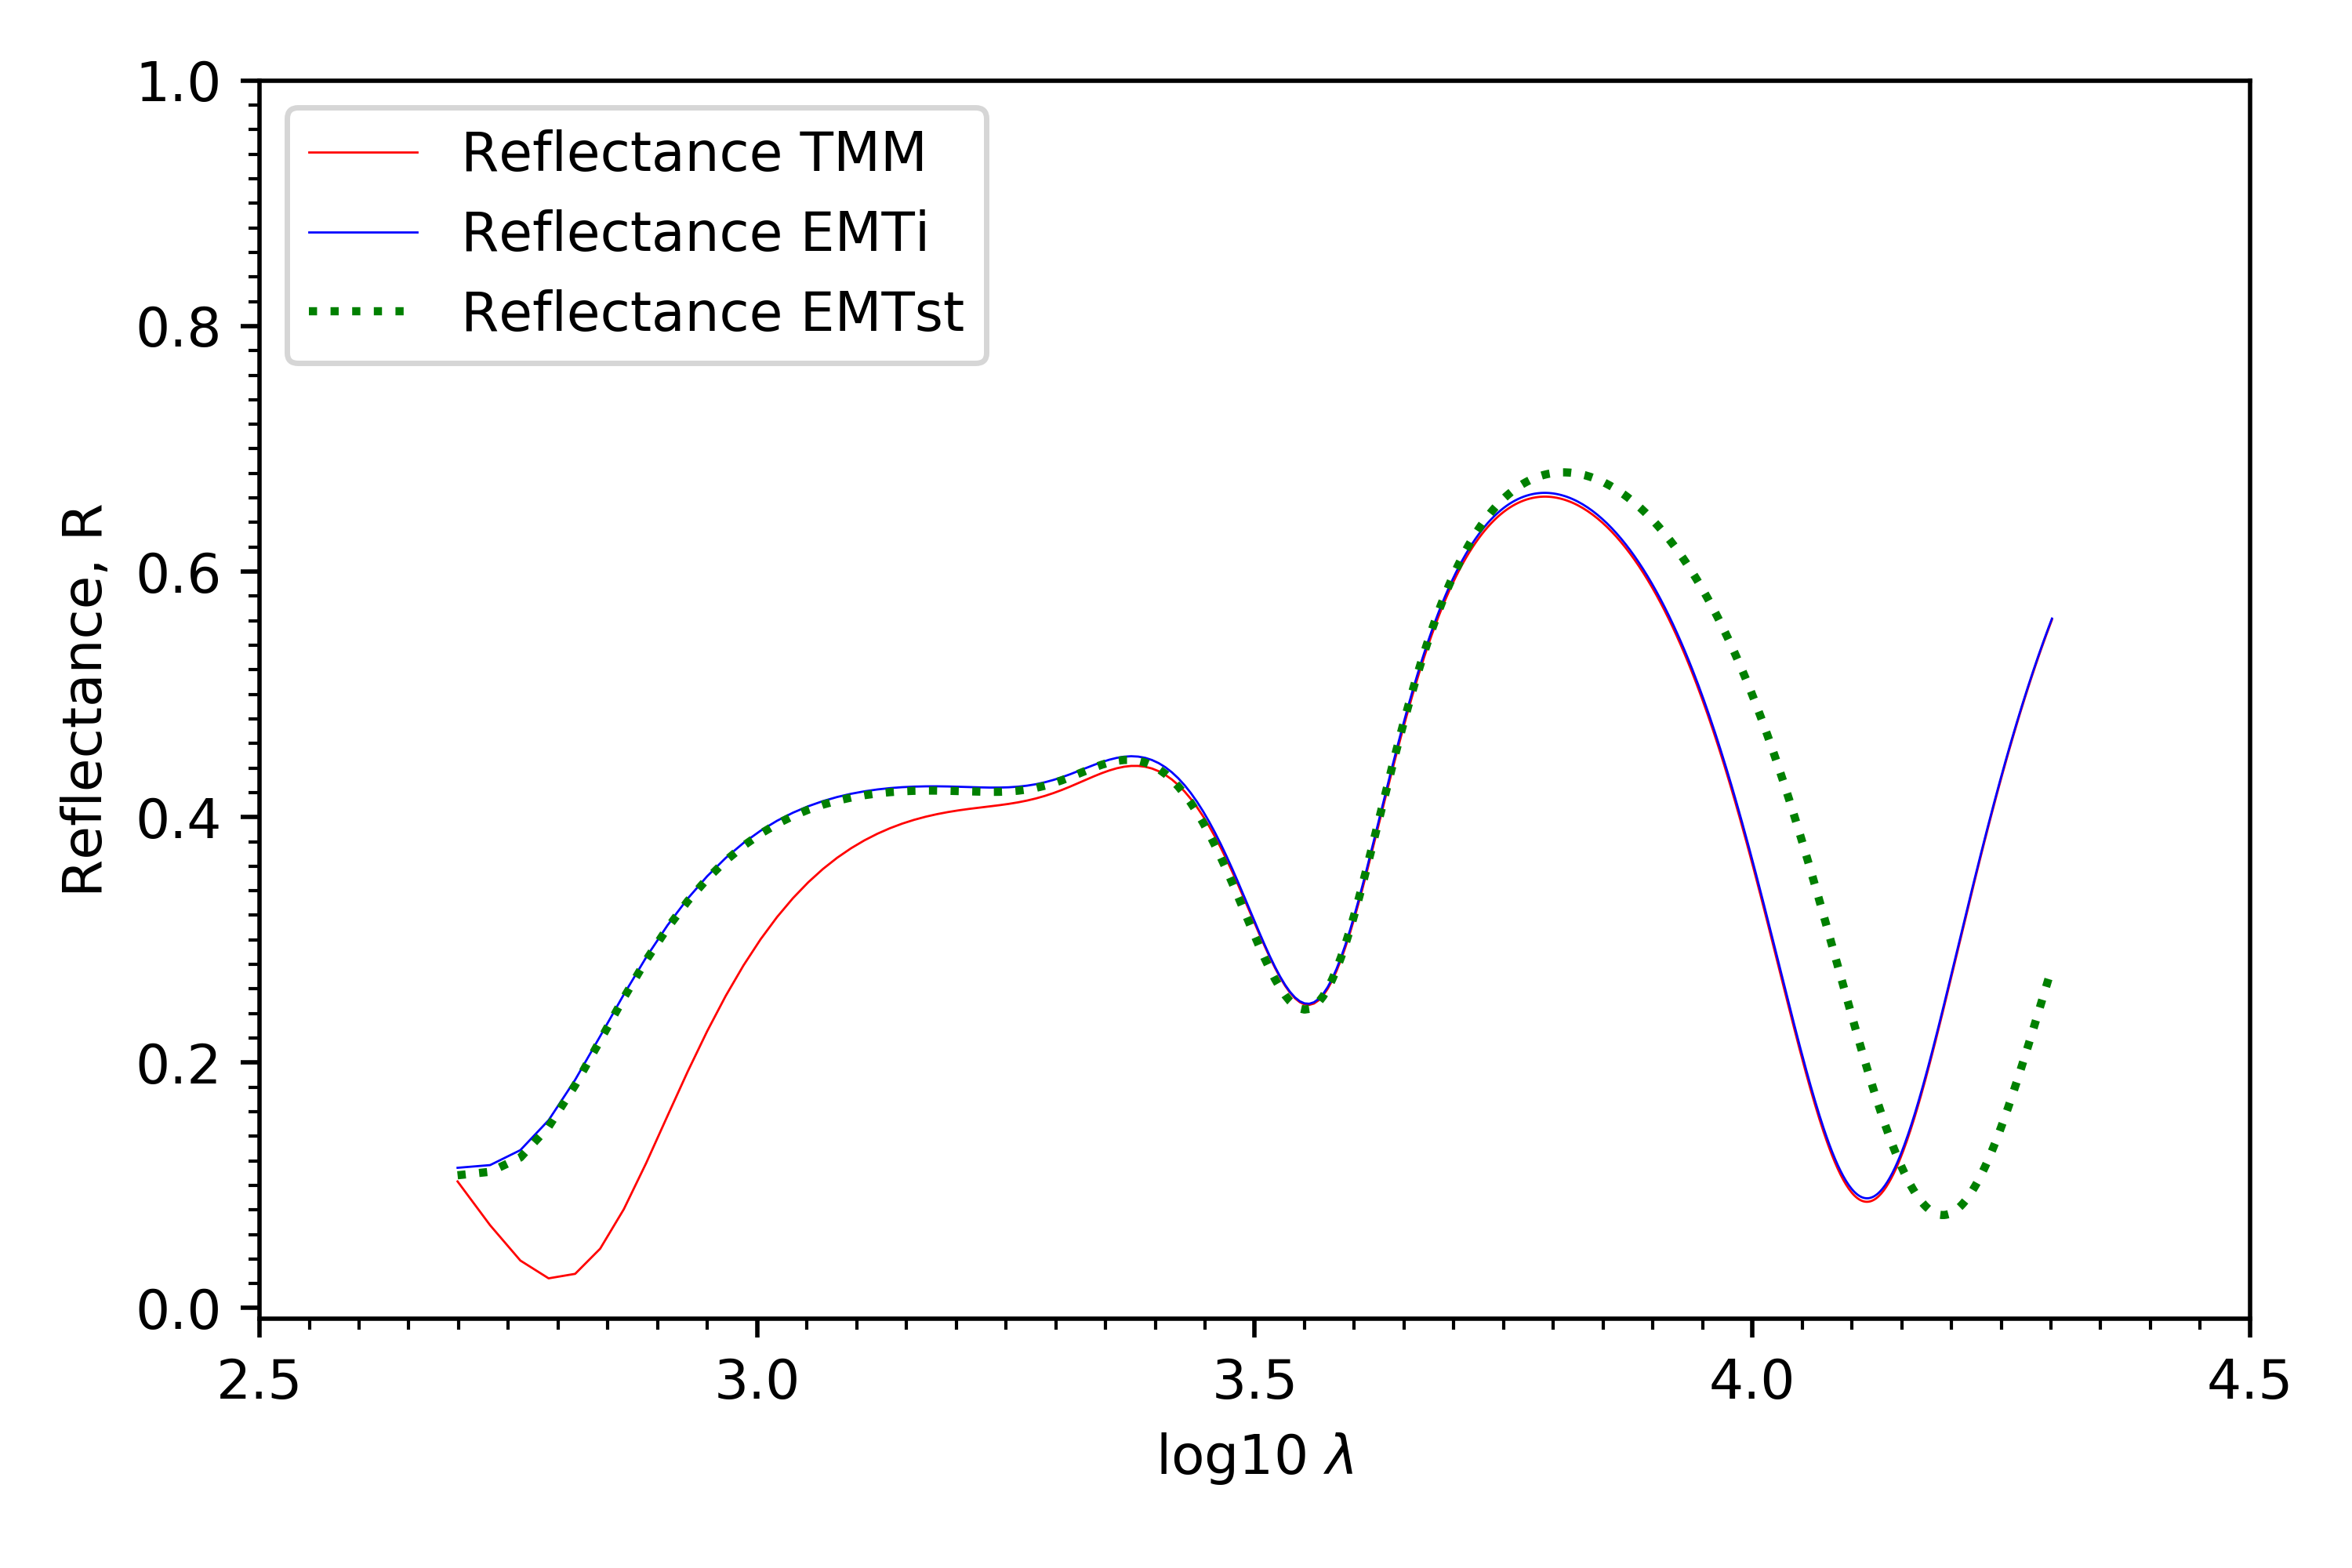 1.0
0.8
0.6
0.4
0.2
0.0
Reflectance, R
Reflectance TMM
Reflectance EMTi
Reflectance EMTst
2.5 3.0 3.5 4.0 4.5
log10 λ